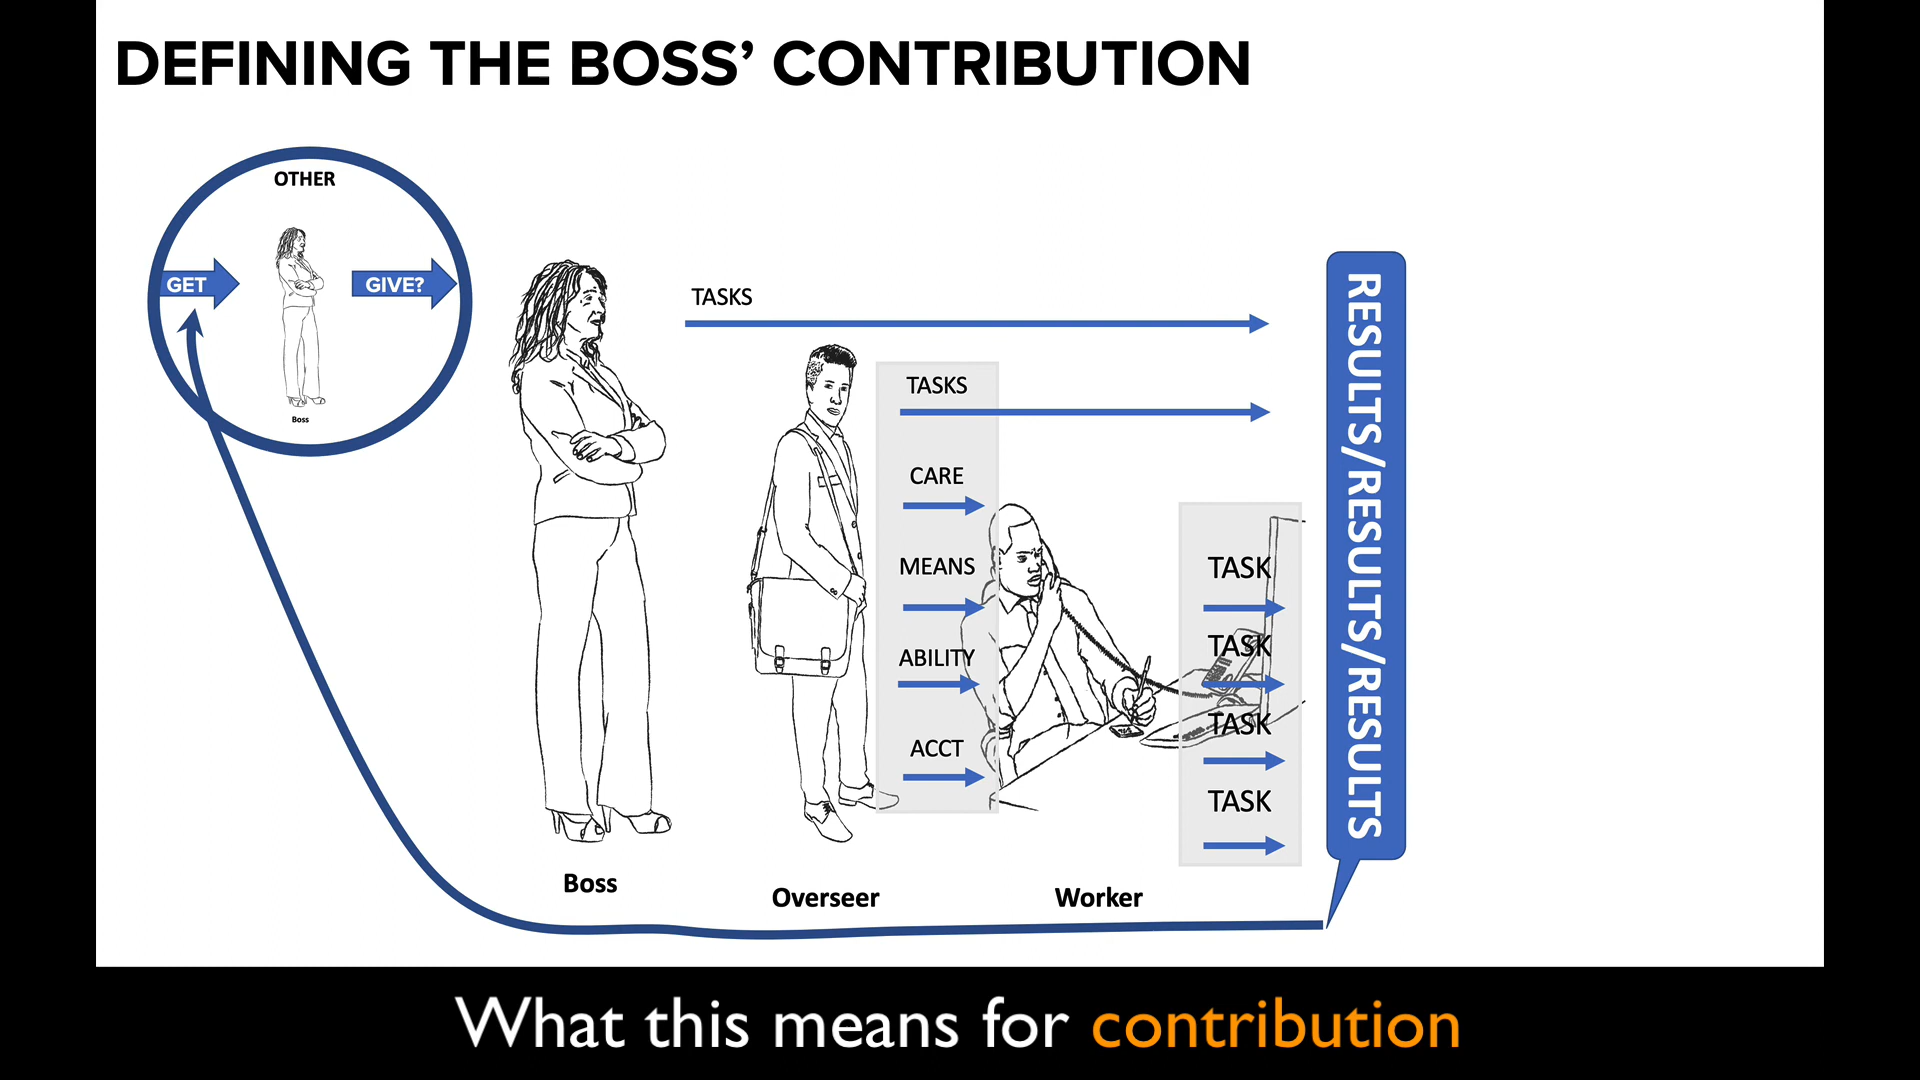 DEFINING THE BOSS’ CONTRIBUTION
OTHER
GET
GIVE?
Boss
TASKS
TASKS
CARE
MEANS
ABILITY
ACCT
TASK
TASK
TASK
TASK
RESULTS/RESULTS/RESULTS/RESULTS
Boss
Overseer
Worker
What this means for contribution